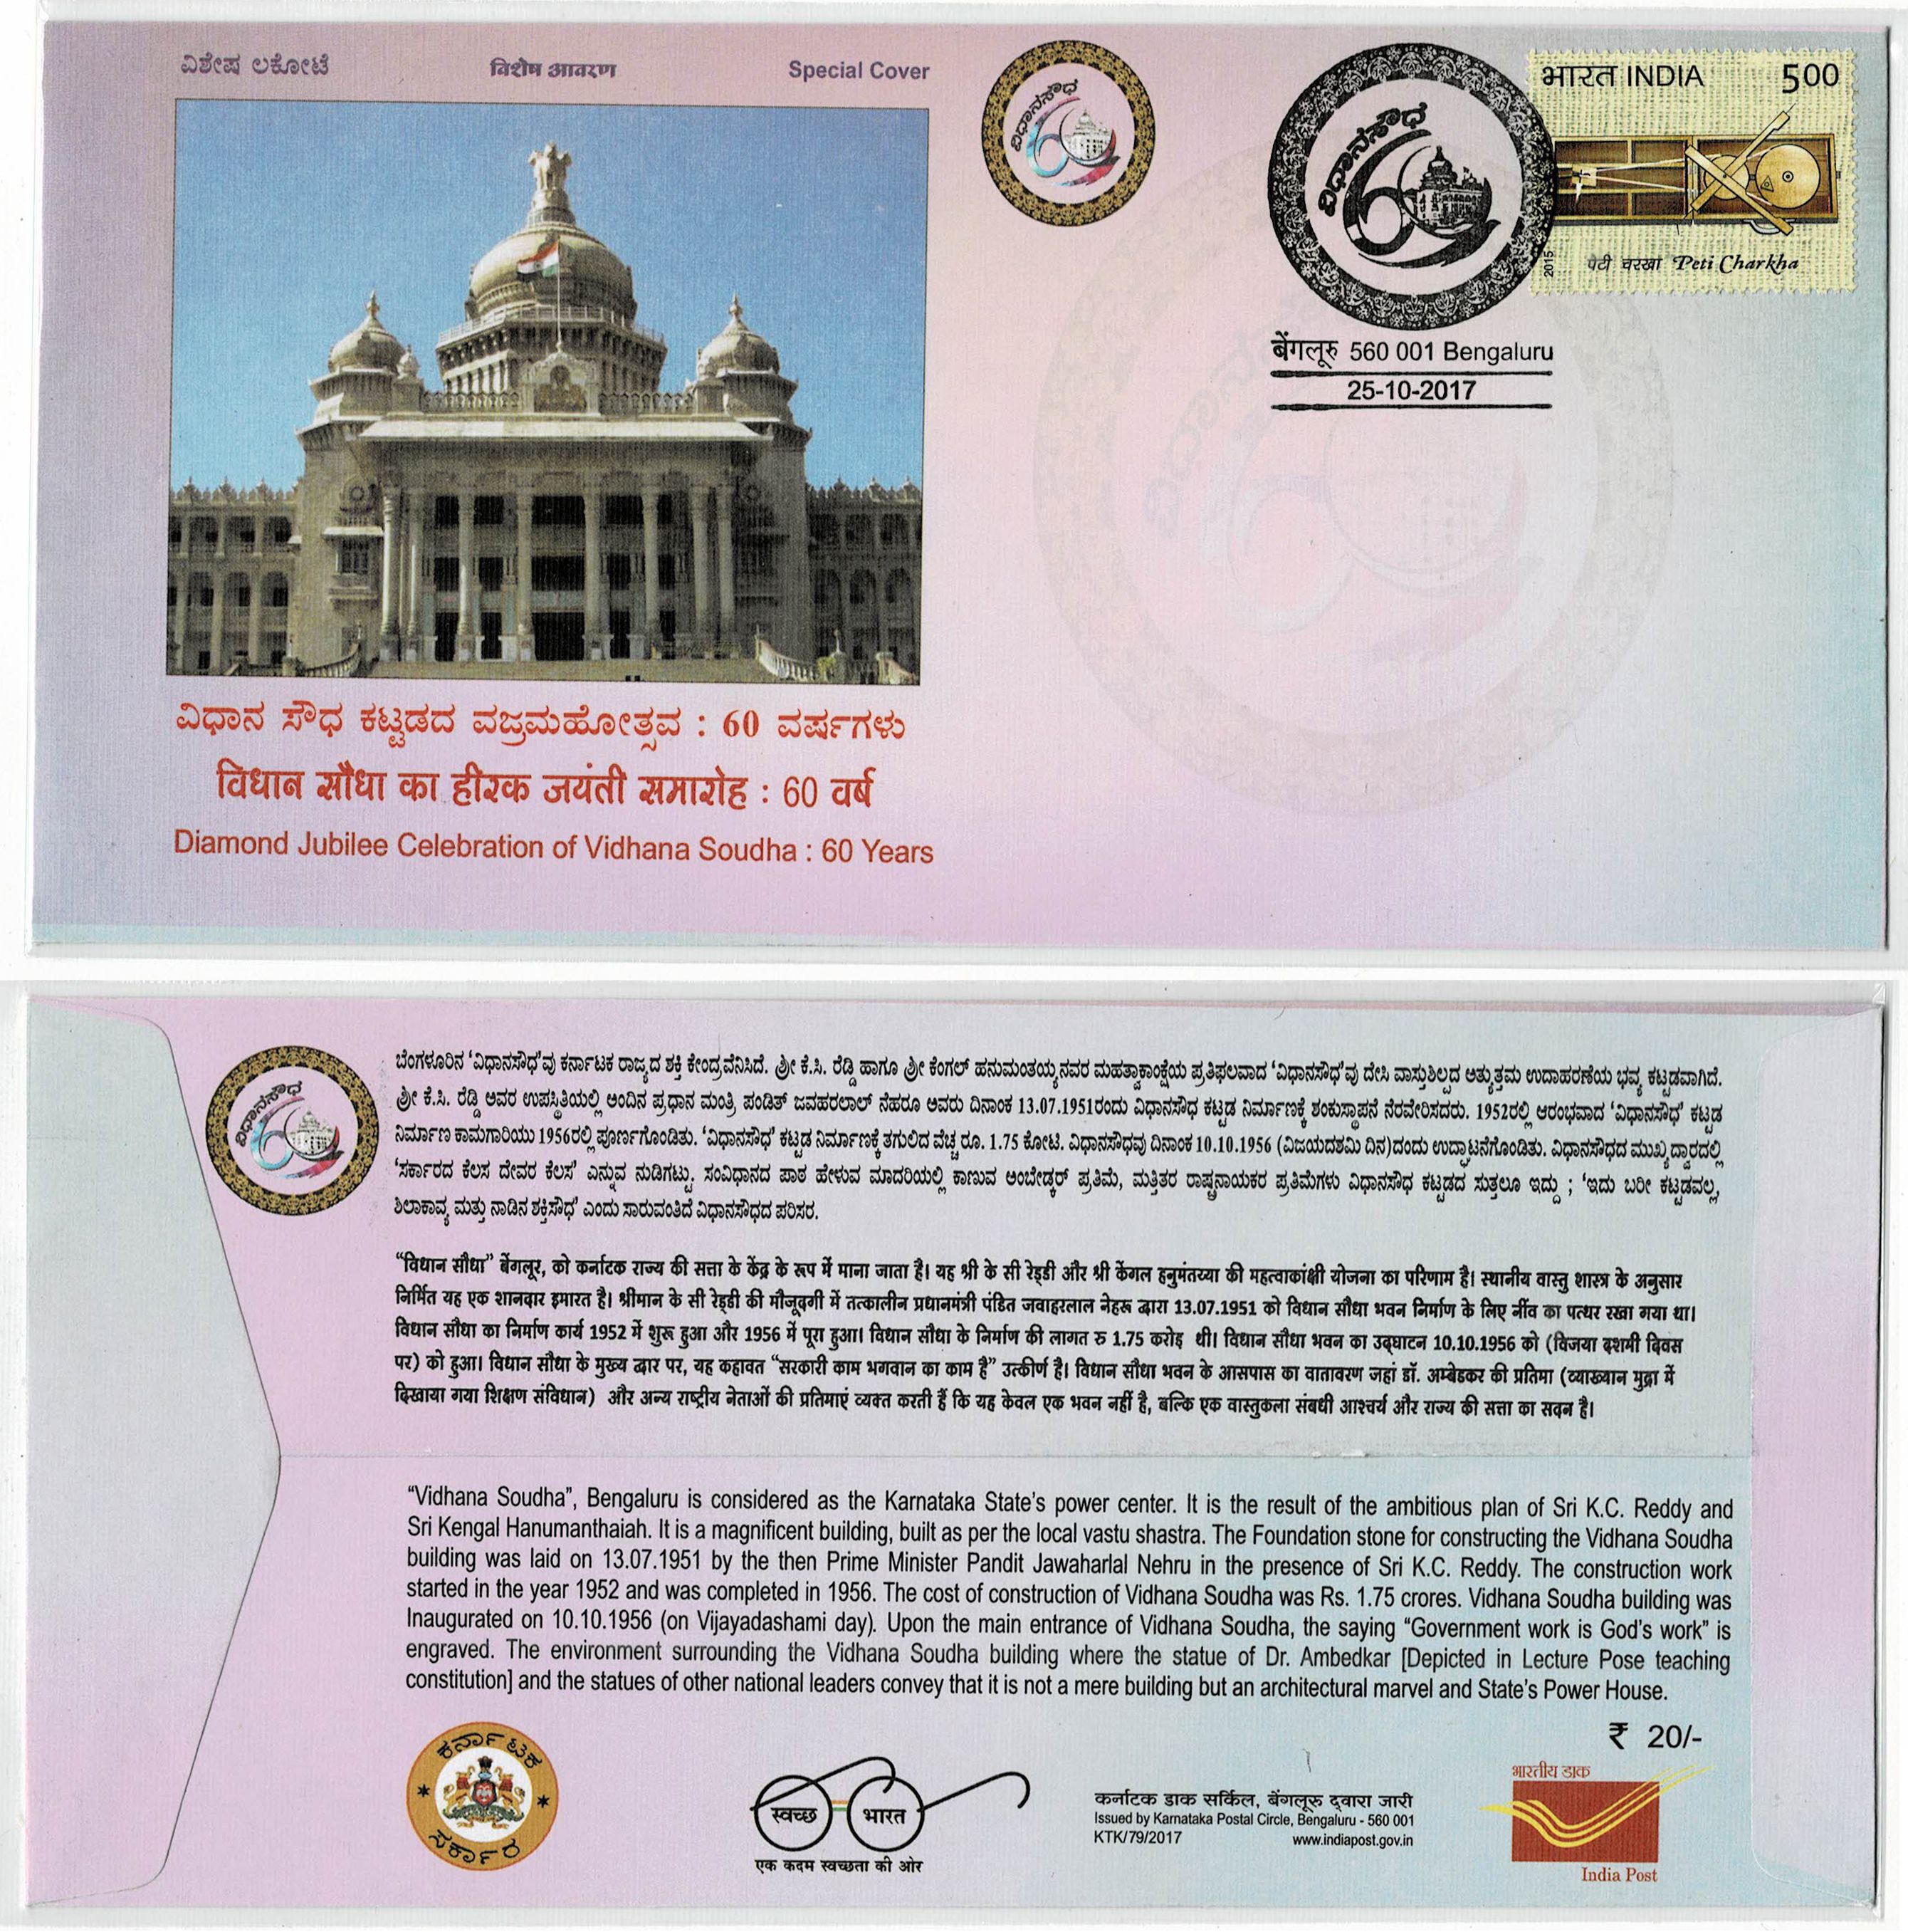 ವಿಶೇಷ ಲಕೋಟೆ
विशेष आवरण
Special Cover
ವಿಧಾನಸೌಧ
60
ವಿಧಾನಸೌಧ
60
भारत INDIA 500
2015
पेटी चरखा Peti Charkha
बेंगलूरु 560 001 Bengaluru
25-10-2017
ವಿಧಾನ ಸೌಧ ಕಟ್ಟಡದ ವಜ್ರಮಹೋತ್ಸವ : 60 ವರ್ಷಗಳು
विधान सौधा का हीरक जयंती समारोह : 60 वर्ष
Diamond Jubilee Celebration of Vidhana Soudha : 60 Years
ವಿಧಾನಸೌಧ
60
ಬೆಂಗಳೂರಿನ ‘ವಿಧಾನಸೌಧ’ವು ಕರ್ನಾಟಕ ರಾಜ್ಯದ ಶಕ್ತಿ ಕೇಂದ್ರವೆನಿಸಿದೆ. ಶ್ರೀ ಕೆ.ಸಿ. ರೆಡ್ಡಿ ಹಾಗೂ ಶ್ರೀ ಕೆಂಗಲ್ ಹನುಮಂತಯ್ಯನವರ ಮಹತ್ವಾಕಾಂಕ್ಷೆಯ ಪ್ರತಿಫಲವಾದ ‘ವಿಧಾನಸೌಧ’ವು ದೇಸಿ ವಾಸ್ತುಶಿಲ್ಪದ ಅತ್ಯುತ್ತಮ ಉದಾಹರಣೆಯ ಭವ್ಯ ಕಟ್ಟಡವಾಗಿದೆ.
ಶ್ರೀ ಕೆ.ಸಿ. ರೆಡ್ಡಿ ಅವರ ಉಪಸ್ಥಿತಿಯಲ್ಲಿ ಅಂದಿನ ಪ್ರಧಾನ ಮಂತ್ರಿ ಪಂಡಿತ್ ಜವಹರಲಾಲ್ ನೆಹರೂ ಅವರು ದಿನಾಂಕ 13.07.1951ರಂದು ವಿಧಾನಸೌಧ ಕಟ್ಟಡ ನಿರ್ಮಾಣಕ್ಕೆ ಶಂಕುಸ್ಥಾಪನೆ ನೆರವೇರಿಸಿದರು. 1952ರಲ್ಲಿ ಆರಂಭವಾದ ‘ವಿಧಾನಸೌಧ’ ಕಟ್ಟಡ
ನಿರ್ಮಾಣ ಕಾಮಗಾರಿಯು 1956ರಲ್ಲಿ ಪೂರ್ಣಗೊಂಡಿತು. ‘ವಿಧಾನಸೌಧ’ ಕಟ್ಟಡ ನಿರ್ಮಾಣಕ್ಕೆ ತಗುಲಿದ ವೆಚ್ಚ ರೂ. 1.75 ಕೋಟಿ. ವಿಧಾನಸೌಧವು ದಿನಾಂಕ 10.10.1956 (ವಿಜಯದಶಮಿ ದಿನ)ದಂದು ಉದ್ಘಾಟನೆಗೊಂಡಿತು. ವಿಧಾನಸೌಧದ ಮುಖ್ಯದ್ವಾರದಲ್ಲಿ
‘ಸರ್ಕಾರದ ಕೆಲಸ ದೇವರ ಕೆಲಸ’ ಎನ್ನುವ ನುಡಿಗಟ್ಟು. ಸಂವಿಧಾನದ ಪಾಠ ಹೇಳುವ ಮಾದರಿಯಲ್ಲಿ ಕಾಣುವ ಅಂಬೇಡ್ಕರ್ ಪ್ರತಿಮೆ, ಮತ್ತಿತರ ರಾಷ್ಟ್ರನಾಯಕರ ಪ್ರತಿಮೆಗಳು ವಿಧಾನಸೌಧ ಕಟ್ಟಡದ ಸುತ್ತಲೂ ಇದ್ದು ; ‘ಇದು ಬರೀ ಕಟ್ಟಡವಲ್ಲ,
ಶಿಲಾಕಾವ್ಯ ಮತ್ತು ನಾಡಿನ ಶಕ್ತಿಸೌಧ’ ಎಂದು ಸಾರುವಂತಿದೆ ವಿಧಾನಸೌಧದ ಪರಿಸರ.
“विधान सौधा” बेंगलूर, को कर्नाटक राज्य की सत्ता के केंद्र के रूप में माना जाता है। यह श्री के सी रेड्डी और श्री केंगल हनुमंतय्या की महत्वाकांक्षी योजना का परिणाम है। स्थानीय वास्तु शास्त्र के अनुसार
निर्मित यह एक शानदार इमारत है। श्रीमान के सी रेड्डी की मौजूदगी में तत्कालीन प्रधानमंत्री पंडित जवाहरलाल नेहरू द्वारा 13.07.1951 को विधान सौधा भवन निर्माण के लिए नींव का पत्थर रखा गया था।
विधान सौधा का निर्माण कार्य 1952 में शुरू हुआ और 1956 में पूरा हुआ। विधान सौधा के निर्माण की लागत रु 1.75 करोड़ थी। विधान सौधा भवन का उद्घाटन 10.10.1956 को (विजया दशमी दिवस
पर) को हुआ। विधान सौधा के मुख्य द्वार पर, यह कहावत “सरकारी काम भगवान का काम है” उत्कीर्ण है। विधान सौधा भवन के आसपास का वातावरण जहां डॉ. अम्बेडकर की प्रतिमा (व्याख्यान मुद्रा में
दिखाया गया शिक्षण संविधान) और अन्य राष्ट्रीय नेताओं की प्रतिमाएं व्यक्त करती हैं कि यह केवल एक भवन नहीं है, बल्कि एक वास्तुकला संबधी आश्चर्य और राज्य की सत्ता का सदन है।
“Vidhana Soudha”, Bengaluru is considered as the Karnataka State’s power center. It is the result of the ambitious plan of Sri K.C. Reddy and
Sri Kengal Hanumanthaiah. It is a magnificent building, built as per the local vastu shastra. The Foundation stone for constructing the Vidhana Soudha
building was laid on 13.07.1951 by the then Prime Minister Pandit Jawaharlal Nehru in the presence of Sri K.C. Reddy. The construction work
started in the year 1952 and was completed in 1956. The cost of construction of Vidhana Soudha was Rs. 1.75 crores. Vidhana Soudha building was
Inaugurated on 10.10.1956 (on Vijayadashami day). Upon the main entrance of Vidhana Soudha, the saying “Government work is God’s work” is
engraved. The environment surrounding the Vidhana Soudha building where the statue of Dr. Ambedkar [Depicted in Lecture Pose teaching
constitution] and the statues of other national leaders convey that it is not a mere building but an architectural marvel and State’s Power House.
₹ 20/-
ಕರ್ನಾಟಕ
ಸರ್ಕಾರ
स्वच्छ भारत
एक कदम स्वच्छता की ओर
कर्नाटक डाक सर्किल, बेंगलूरु द्वारा जारी
Issued by Karnataka Postal Circle, Bengaluru - 560 001
KTK/79/2017 www.indiapost.gov.in
भारतीय डाक
India Post